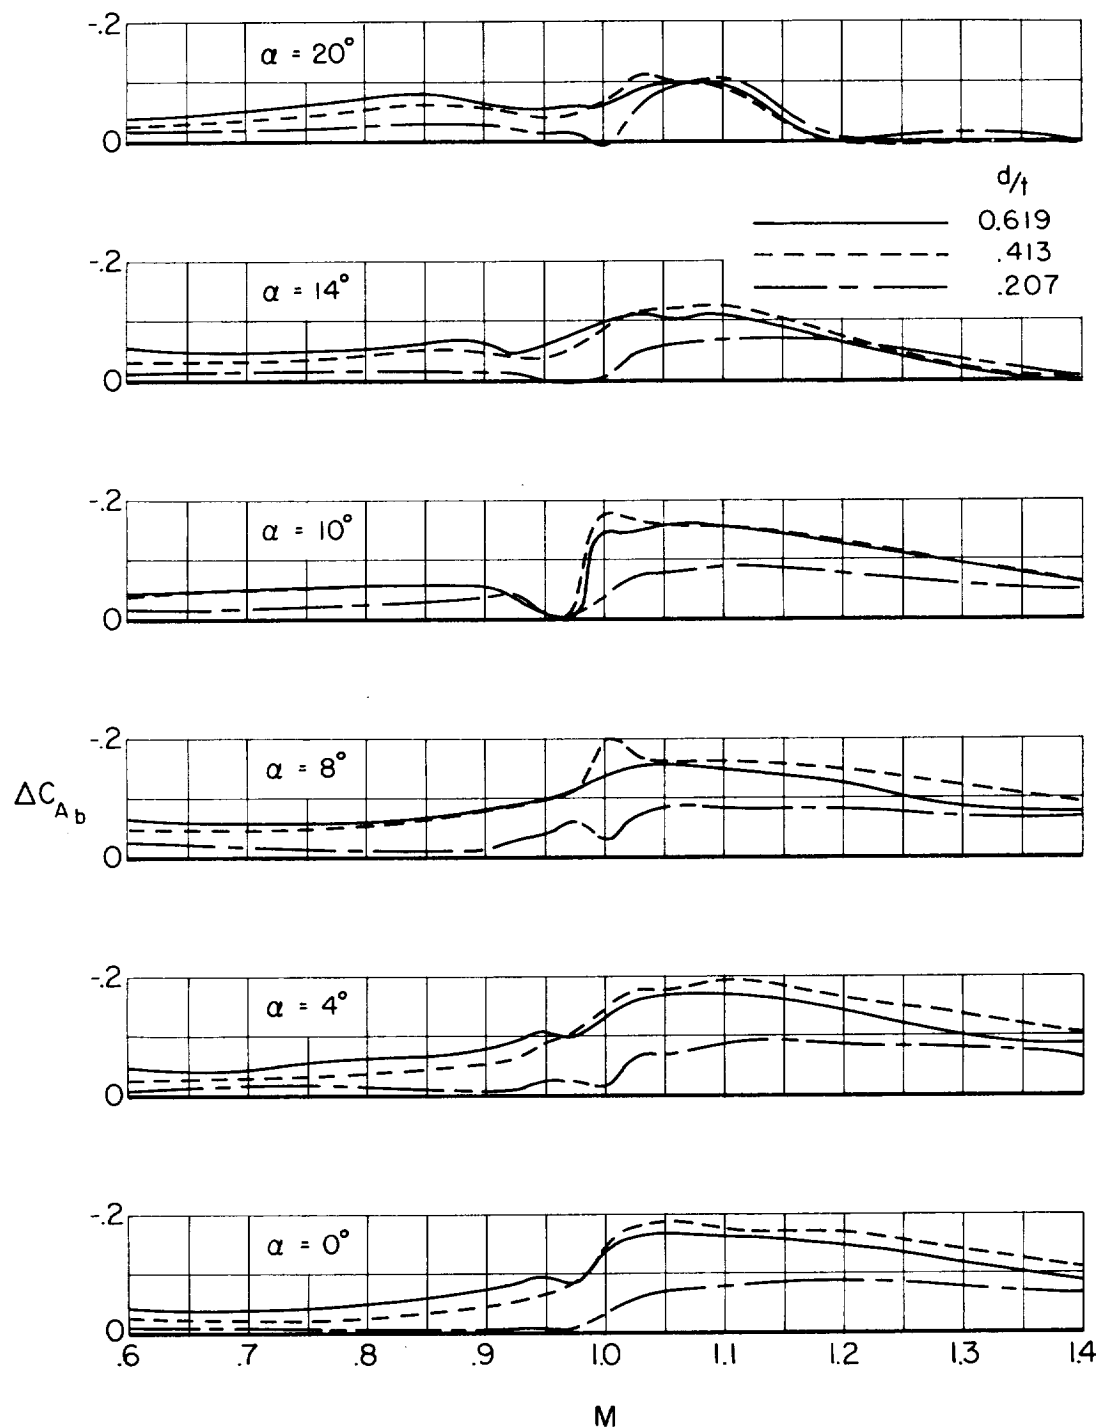 -.2
α = 20°
0
d/t
0.619
.413
.207
-.2
α = 14°
0
-.2
α = 10°
0
-.2
α = 8°
ΔC_{A_b}
0
-.2
α = 4°
0
-.2
α = 0°
0
.6 .7 .8 .9 1.0 1.1 1.2 1.3 1.4
M